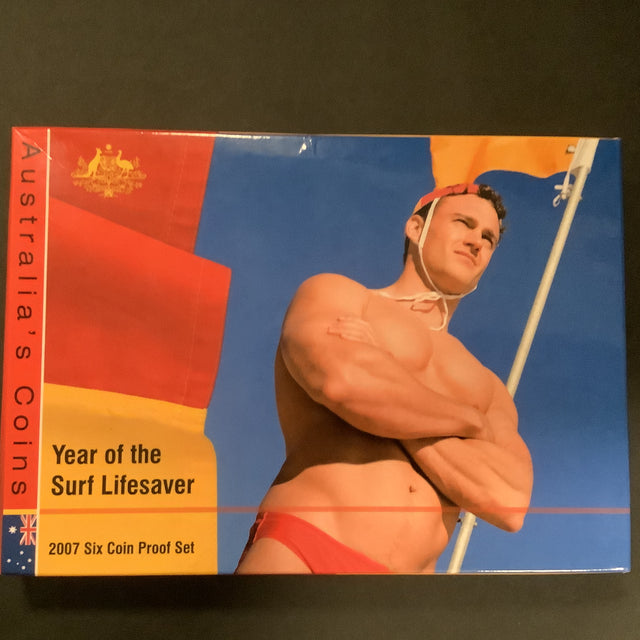 Australia's Coins
Year of the
Surf Lifesaver
2007 Six Coin Proof Set